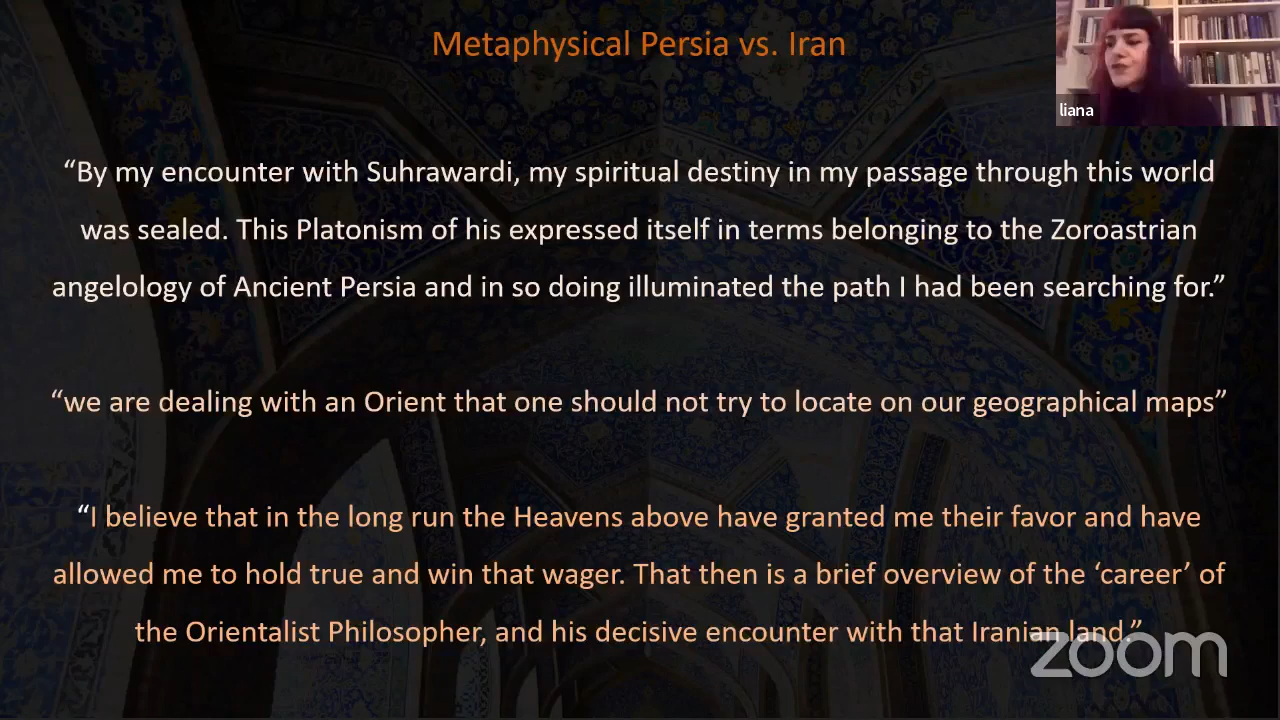 Metaphysical Persia vs. Iran
liana
“By my encounter with Suhrawardi, my spiritual destiny in my passage through this world
was sealed. This Platonism of his expressed itself in terms belonging to the Zoroastrian
angelology of Ancient Persia and in so doing illuminated the path I had been searching for.”
“we are dealing with an Orient that one should not try to locate on our geographical maps”
“I believe that in the long run the Heavens above have granted me their favor and have
allowed me to hold true and win that wager. That then is a brief overview of the ‘career’ of
the Orientalist Philosopher, and his decisive encounter with that Iranian land.”
zoom